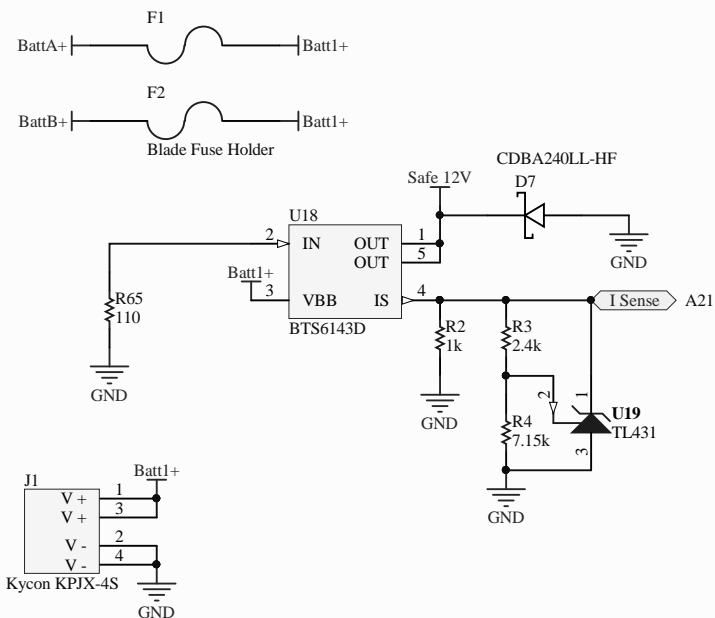 F1
BattA+ Batt1+
F2
BattB+ Batt1+
Blade Fuse Holder
CDBA240LL-HF
Safe 12V
D7
U18
2 IN OUT 1
OUT 5
GND
Batt1+
3 VBB IS 4
I Sense A21
BTS6143D
R65
110
GND
R2
1k
GND
R3
2.4k
2
1
U19
TL431
R4
7.15k
3
GND
Batt1+
J1
V + 1
V + 3
V - 2
V - 4
Kycon KPJX-4S
GND